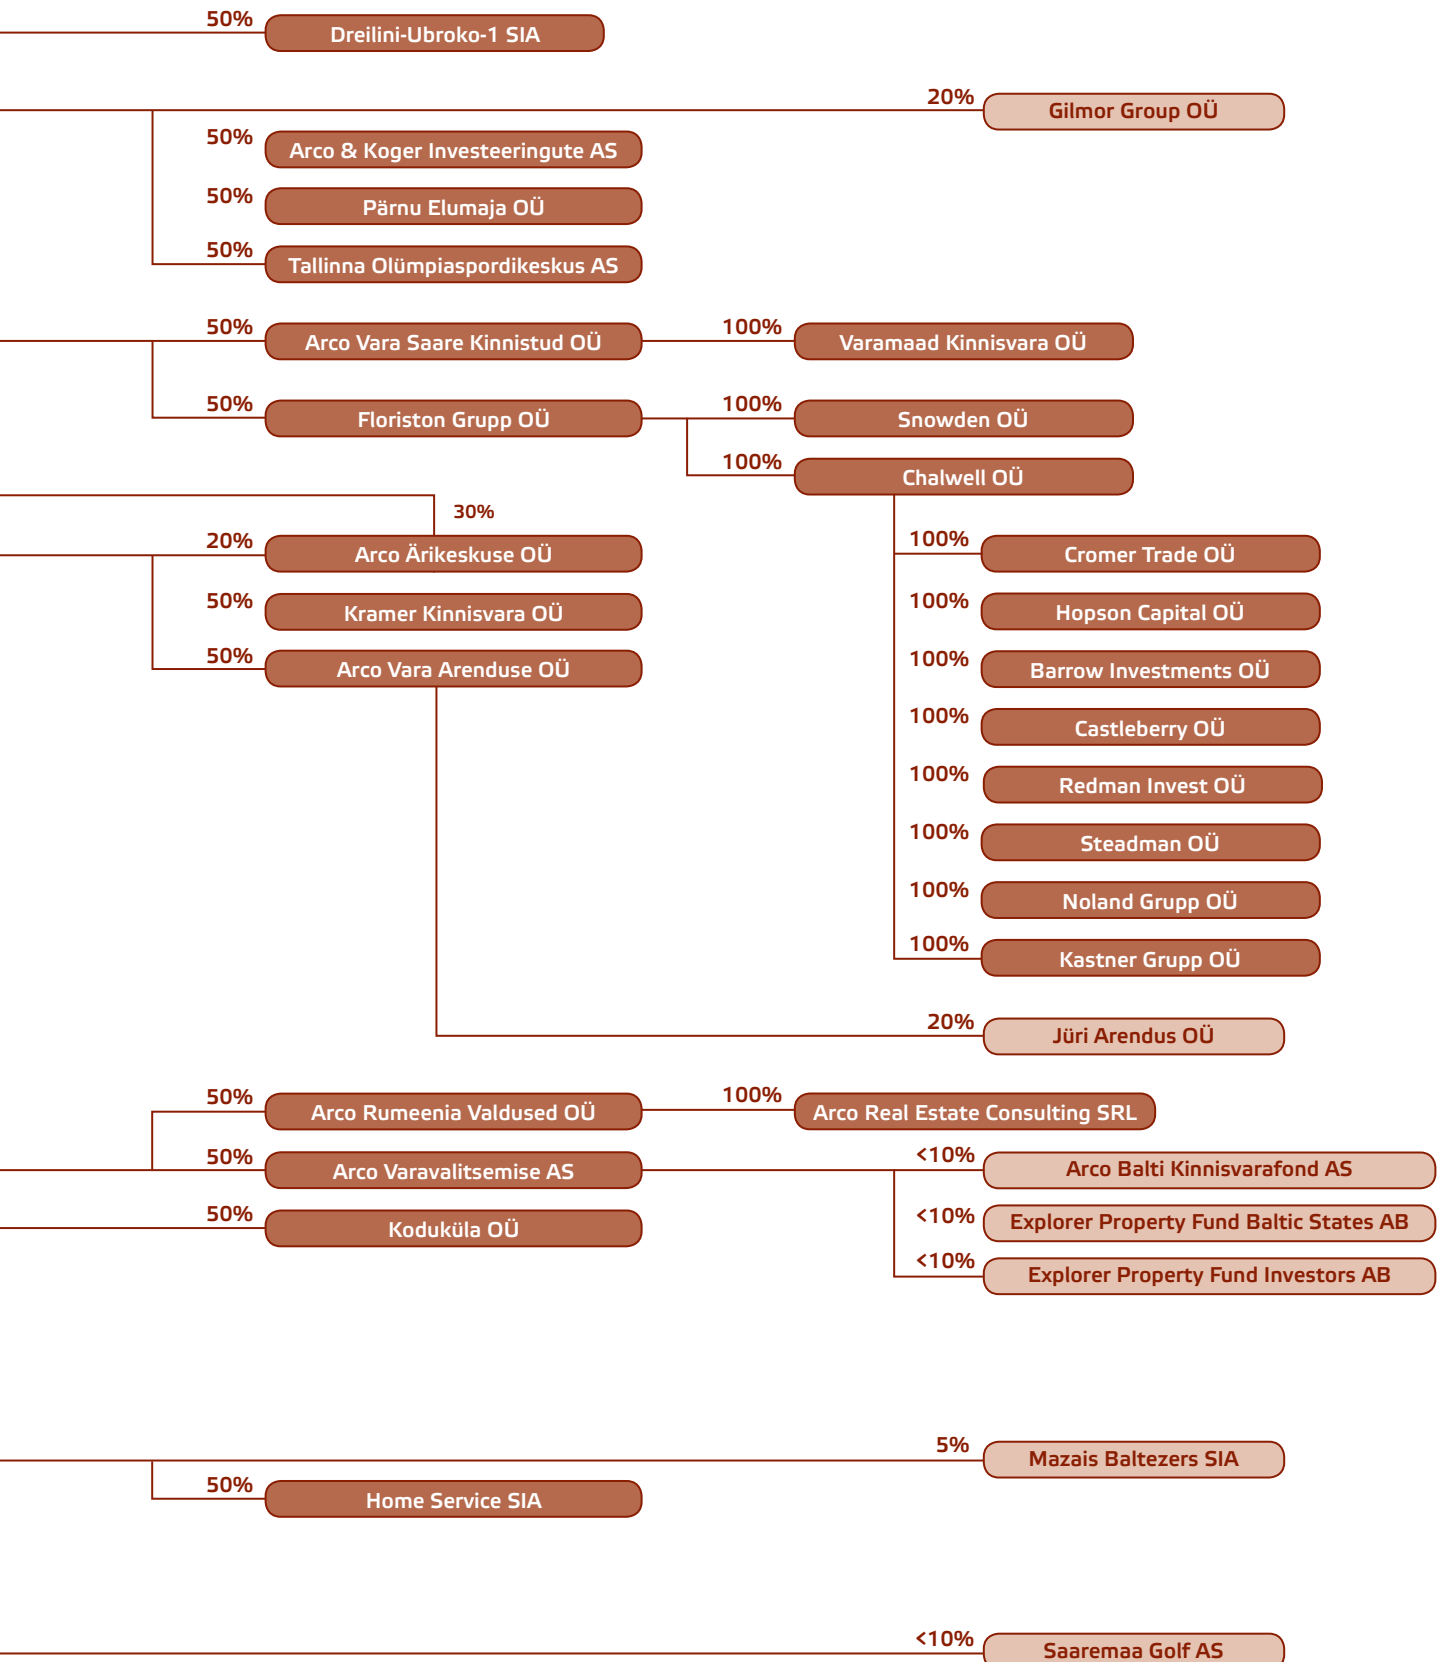 50%
Dreilini-Ubroko-1 SIA
20%
Gilmor Group OÜ
50%
Arco & Koger Investeeringute AS
50%
Pärnu Elumaja OÜ
50%
Tallinna Olümpiaspordikeskus AS
50%
Arco Vara Saare Kinnistud OÜ
100%
Varamaad Kinnisvara OÜ
50%
Floriston Grupp OÜ
100%
Snowden OÜ
100%
Chalwell OÜ
30%
20%
Arco Ärikeskuse OÜ
100%
Cromer Trade OÜ
50%
Kramer Kinnisvara OÜ
100%
Hopson Capital OÜ
50%
Arco Vara Arenduse OÜ
100%
Barrow Investments OÜ
100%
Castleberry OÜ
100%
Redman Invest OÜ
100%
Steadman OÜ
100%
Noland Grupp OÜ
100%
Kastner Grupp OÜ
20%
Jüri Arendus OÜ
50%
Arco Rumeenia Valdused OÜ
100%
Arco Real Estate Consulting SRL
50%
Arco Varavalitsemise AS
<10%
Arco Balti Kinnisvarafond AS
50%
Koduküla OÜ
<10%
Explorer Property Fund Baltic States AB
<10%
Explorer Property Fund Investors AB
5%
Mazais Baltezers SIA
50%
Home Service SIA
<10%
Saaremaa Golf AS